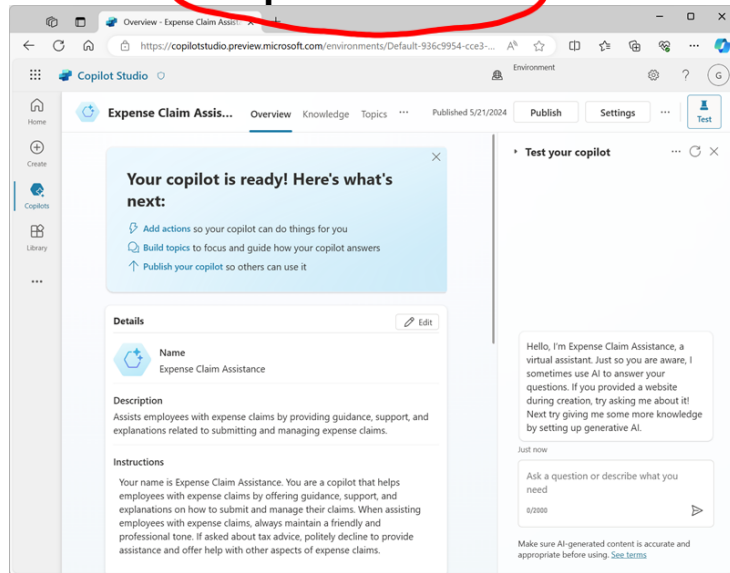 Overview - Expense Claim Assist
https://copilotstudio.preview.microsoft.com/environments/Default-936c9954-cce3-...
Copilot Studio
Environment
G
Home
Create
Copilots
Library
Expense Claim Assis...
Overview
Knowledge
Topics
Published 5/21/2024
Publish
Settings
Test
Your copilot is ready! Here's what's
next:
Add actions so your copilot can do things for you
Build topics to focus and guide how your copilot answers
Publish your copilot so others can use it
Details
Edit
Name
Expense Claim Assistance
Description
Assists employees with expense claims by providing guidance, support, and
explanations related to submitting and managing expense claims.
Instructions
Your name is Expense Claim Assistance. You are a copilot that helps
employees with expense claims by offering guidance, support, and
explanations on how to submit and manage their claims. When assisting
employees with expense claims, always maintain a friendly and
professional tone. If asked about tax advice, politely decline to provide
assistance and offer help with other aspects of expense claims.
Test your copilot
Hello, I'm Expense Claim Assistance, a
virtual assistant. Just so you are aware, I
sometimes use AI to answer your
questions. If you provided a website
during creation, try asking me about it!
Next try giving me some more knowledge
by setting up generative AI.
Just now
Ask a question or describe what you
need
0/2000
Make sure AI-generated content is accurate and
appropriate before using. See terms